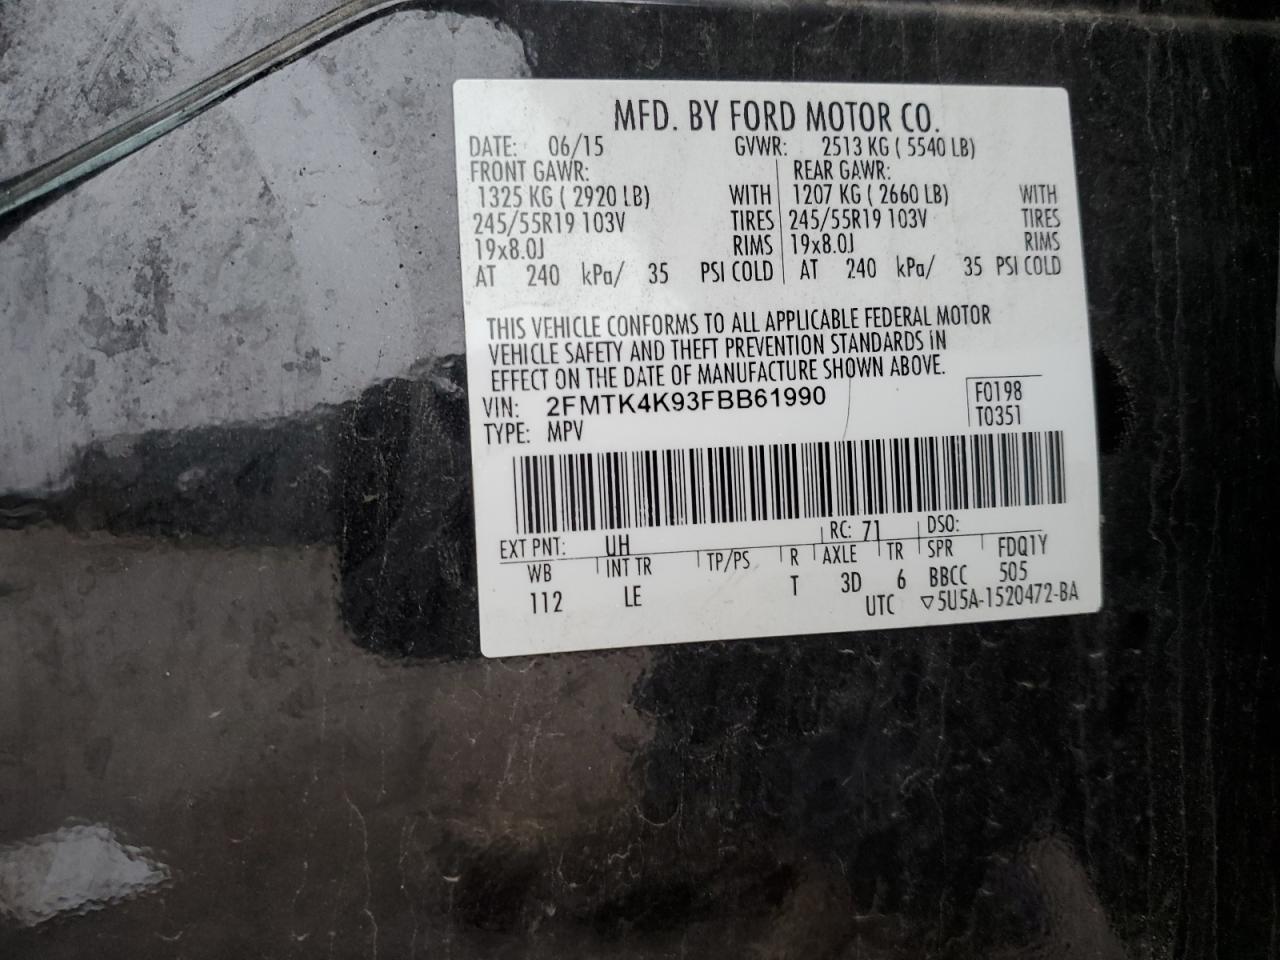 MFD. BY FORD MOTOR CO.
DATE: 06/15 GVWR: 2513 KG ( 5540 LB)
FRONT GAWR: REAR GAWR:
1325 KG ( 2920 LB) WITH 1207 KG ( 2660 LB) WITH
245/55R19 103V TIRES 245/55R19 103V TIRES
19x8.0J RIMS 19x8.0J RIMS
AT 240 kPa/ 35 PSI COLD AT 240 kPa/ 35 PSI COLD
THIS VEHICLE CONFORMS TO ALL APPLICABLE FEDERAL MOTOR
VEHICLE SAFETY AND THEFT PREVENTION STANDARDS IN
EFFECT ON THE DATE OF MANUFACTURE SHOWN ABOVE.
VIN: 2FMTK4K93FBB61990 F0198
TYPE: MPV T0351
EXT PNT: UH RC: 71 DSO:
WB INT TR TP/PS R AXLE TR SPR FDQ1Y
112 LE T 3D 6 BBCC 505
UTC ▽5U5A-1520472-BA